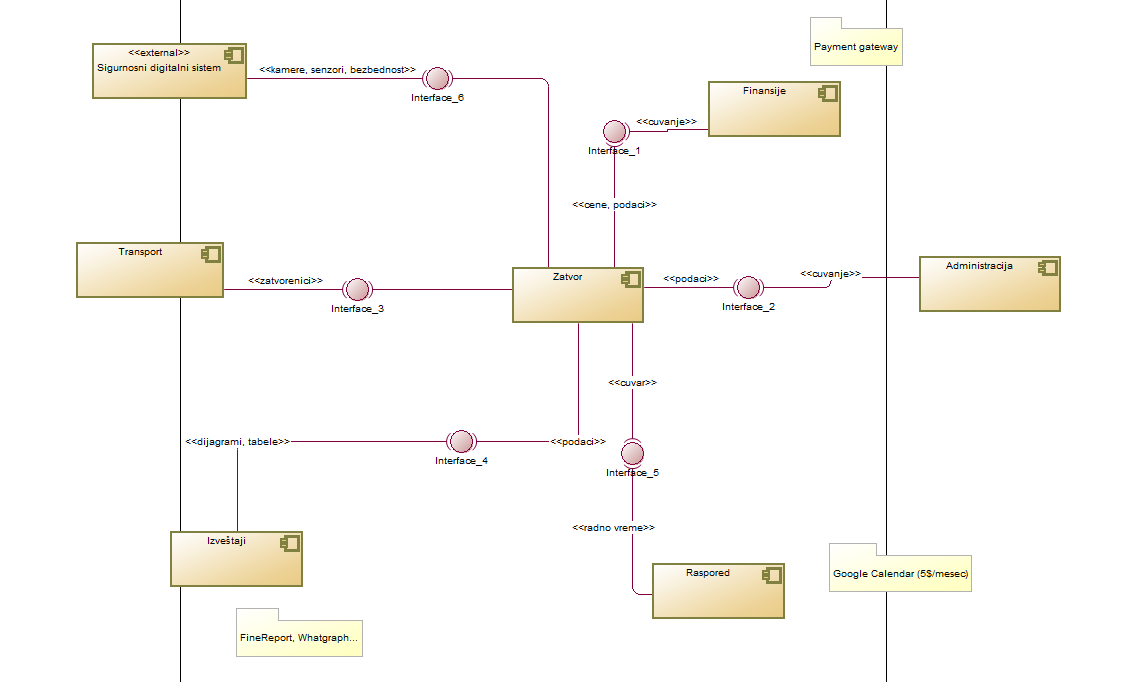 Payment gateway
<<external>>
Sigurnosni digitalni sistem
<<kamere, senzori, bezbednost>>
Interface_6
Finansije
<<cuvanje>>
Interface_1
<<cene, podaci>>
Transport
<<zatvorenici>>
Interface_3
Zatvor
<<podaci>>
Interface_2
<<cuvanje>>
Administracija
<<cuvar>>
<<dijagrami, tabele>>
Interface_4
<<podaci>>
Interface_5
<<radno vreme>>
Izveštaji
Raspored
Google Calendar (5$/mesec)
FineReport, Whatgraph...